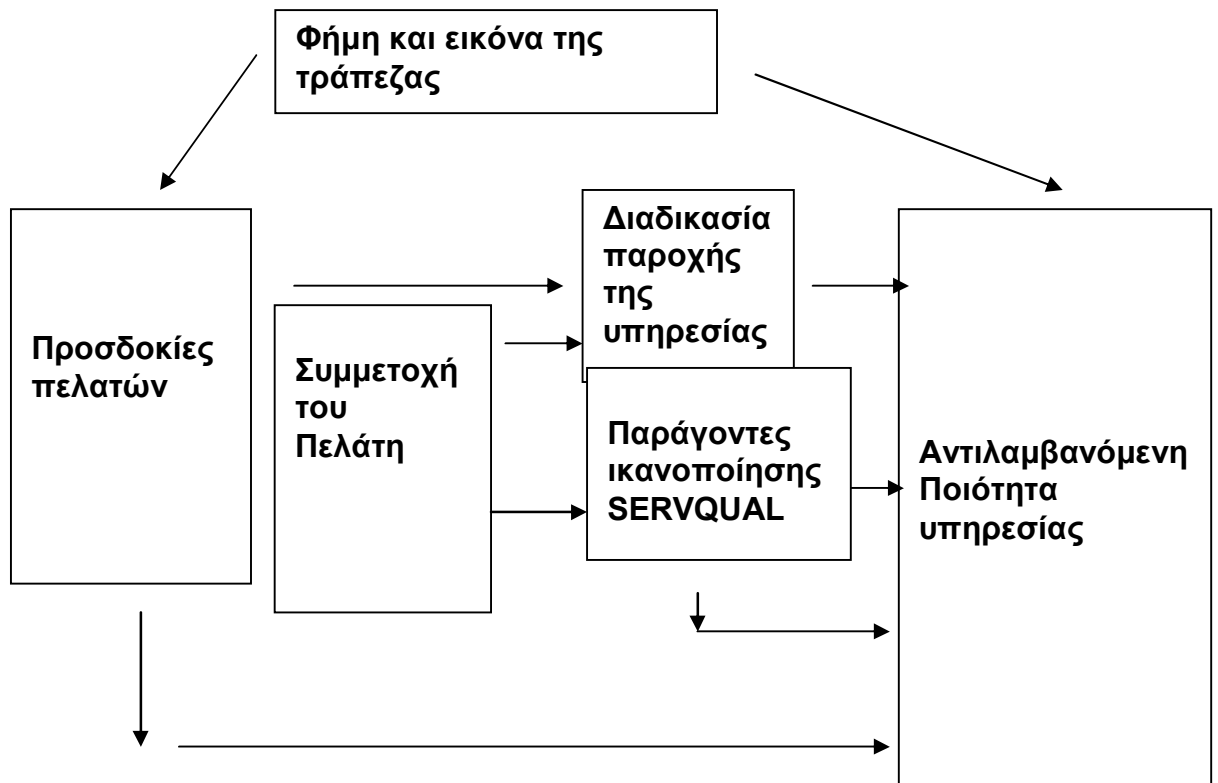 Φήμη και εικόνα της
τράπεζας
Διαδικασία
παροχής
της
υπηρεσίας
Προσδοκίες
πελατών
Συμμετοχή
του
Πελάτη
Παράγοντες
ικανοποίησης
SERVQUAL
Αντιλαμβανόμενη
Ποιότητα
υπηρεσίας